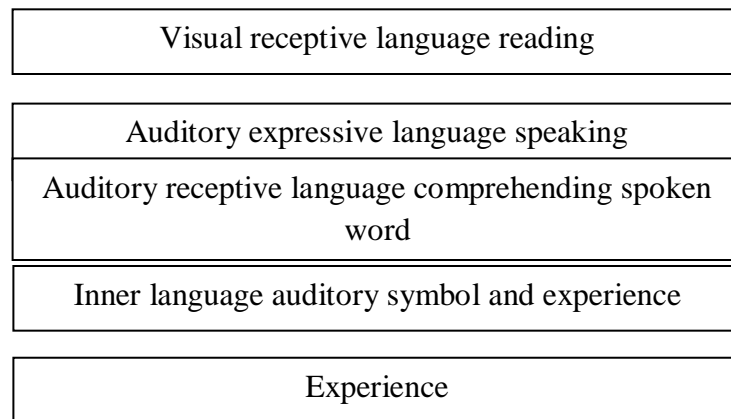 Visual receptive language reading
Auditory expressive language speaking
Auditory receptive language comprehending spoken
word
Inner language auditory symbol and experience
Experience